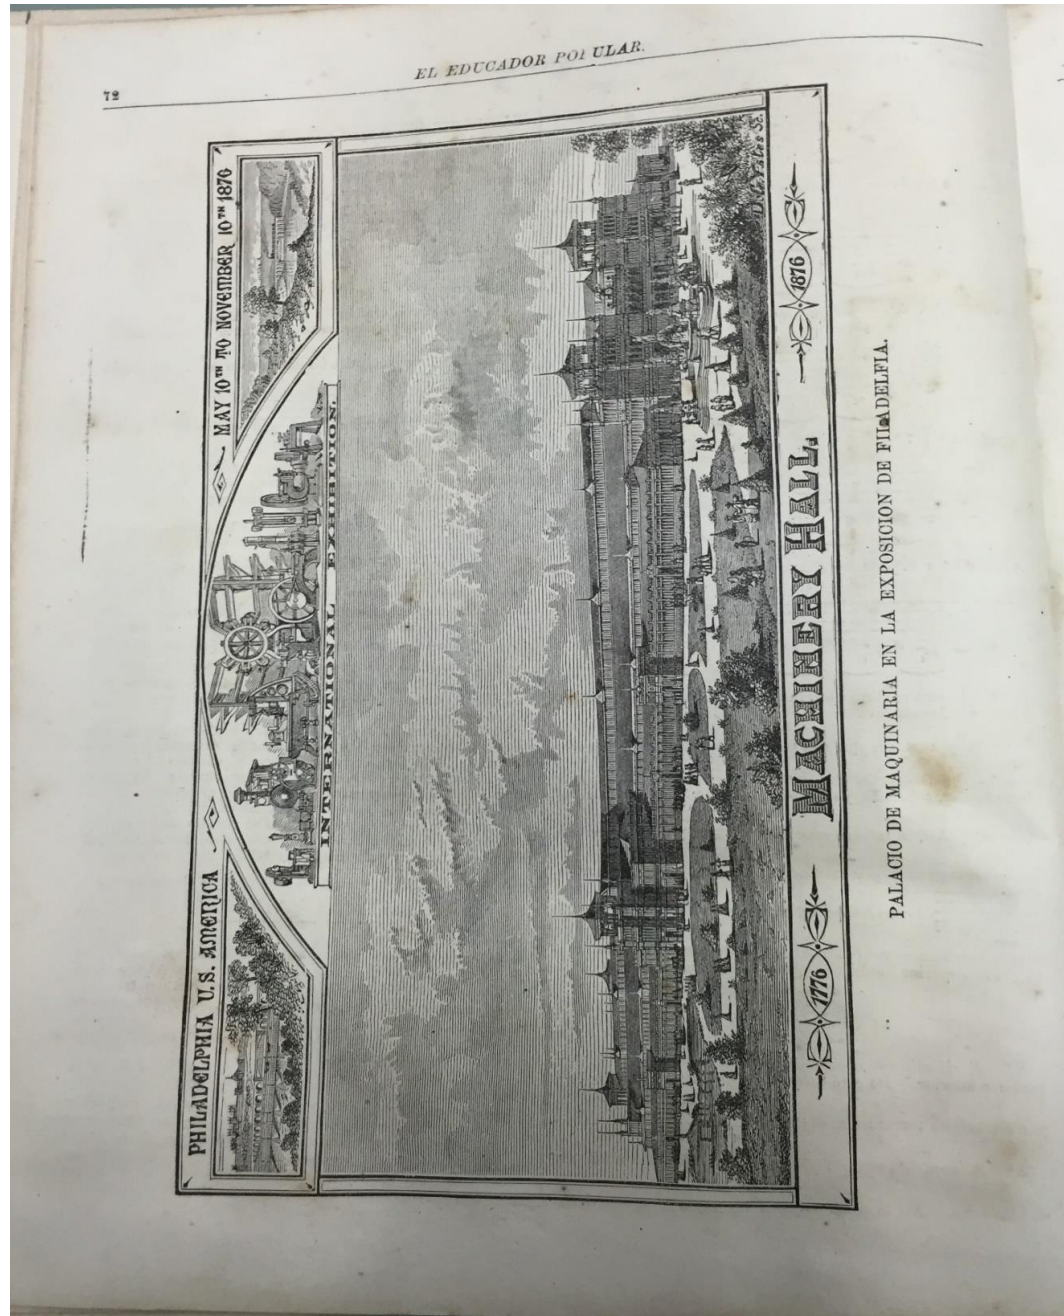 72
EL EDUCADOR POPULAR.
PHILADELPHIA U.S. AMERICA
MAY 10TH TO NOVEMBER 10TH 1876
INTERNATIONAL EXHIBITION.
1776
MACHINERY HALL.
1876
PALACIO DE MAQUINARIA EN LA EXPOSICION DE FILADELFIA.